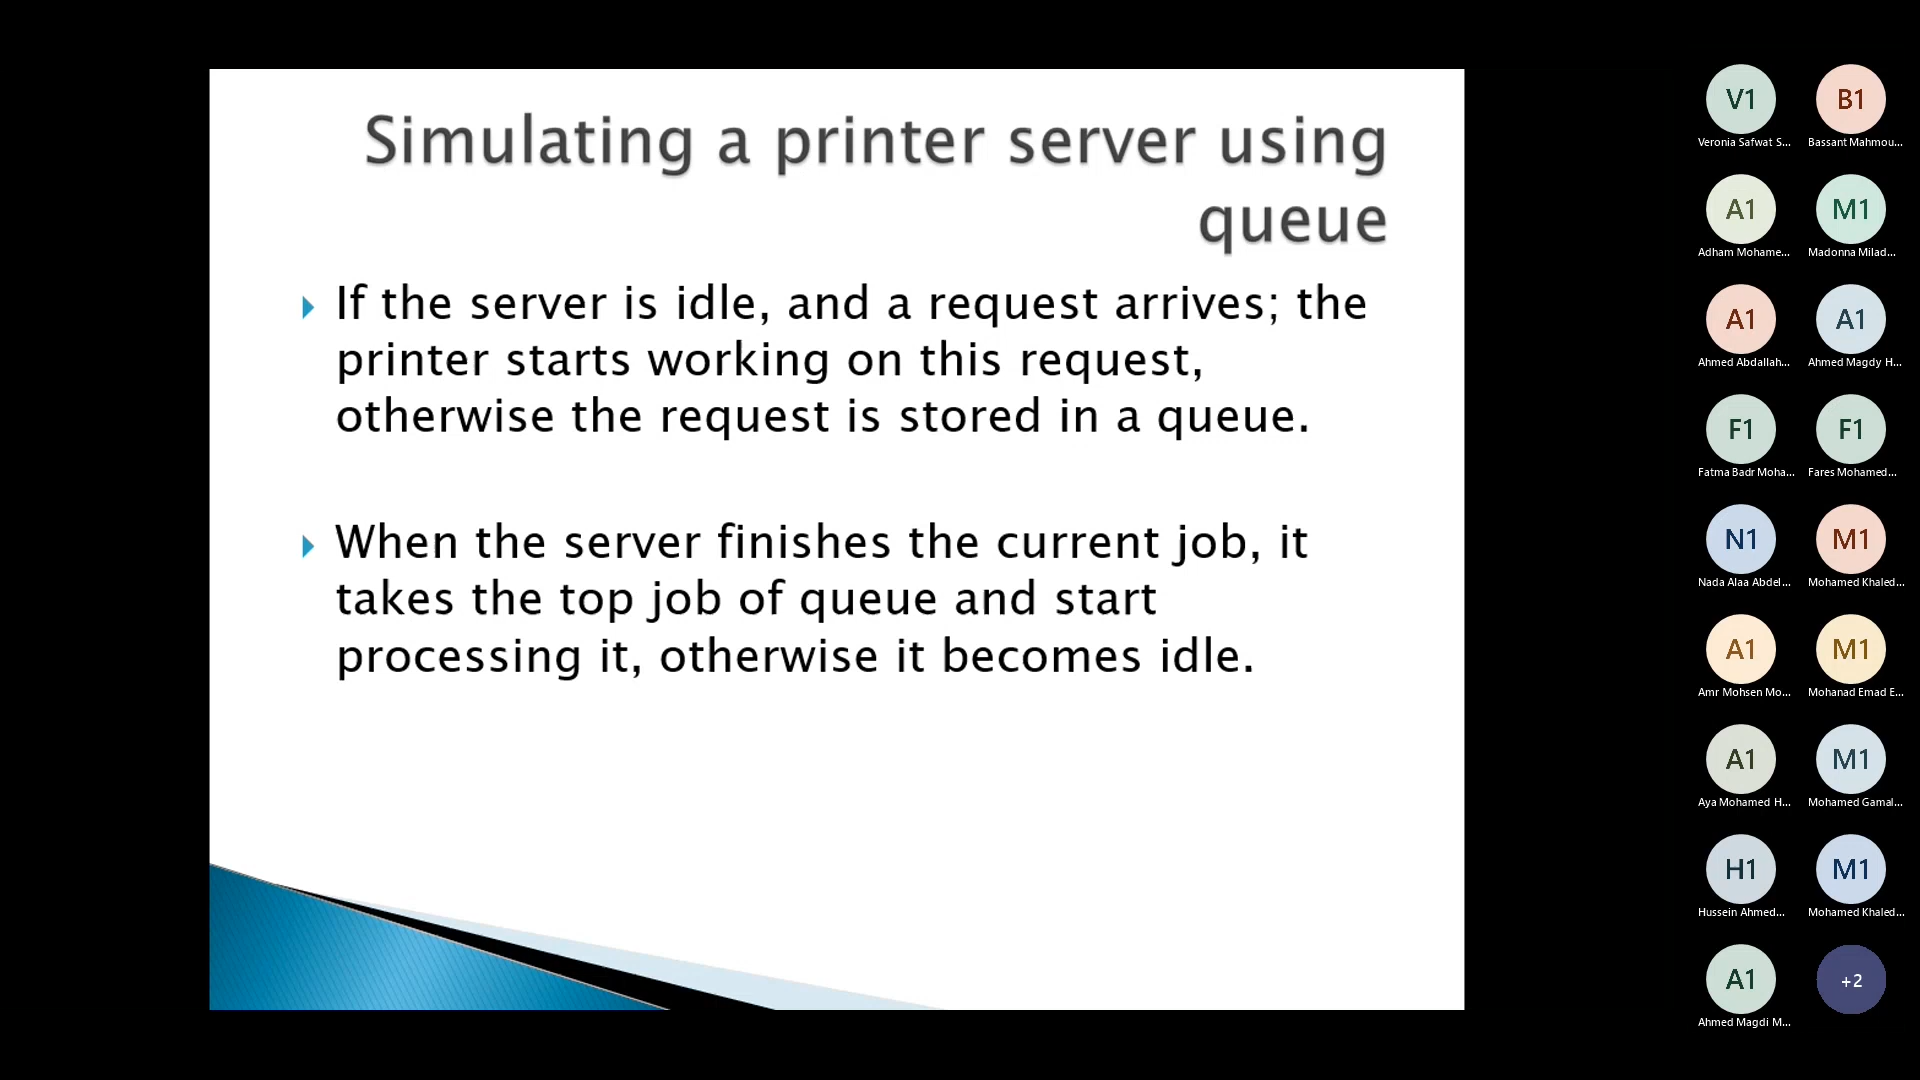 Simulating a printer server using
queue
If the server is idle, and a request arrives; the
printer starts working on this request,
otherwise the request is stored in a queue.
When the server finishes the current job, it
takes the top job of queue and start
processing it, otherwise it becomes idle.
V1
B1
Veronia Safwat S...
Bassant Mahmou...
A1
M1
Adham Mohame...
Madonna Milad...
A1
A1
Ahmed Abdallah...
Ahmed Magdy H...
F1
F1
Fatma Badr Moha...
Fares Mohamed...
N1
M1
Nada Alaa Abdel...
Mohamed Khaled...
A1
M1
Amr Mohsen Mo...
Mohanad Emad E...
A1
M1
Aya Mohamed H...
Mohamed Gamal...
H1
M1
Hussein Ahmed...
Mohamed Khaled...
A1
+2
Ahmed Magdi M...